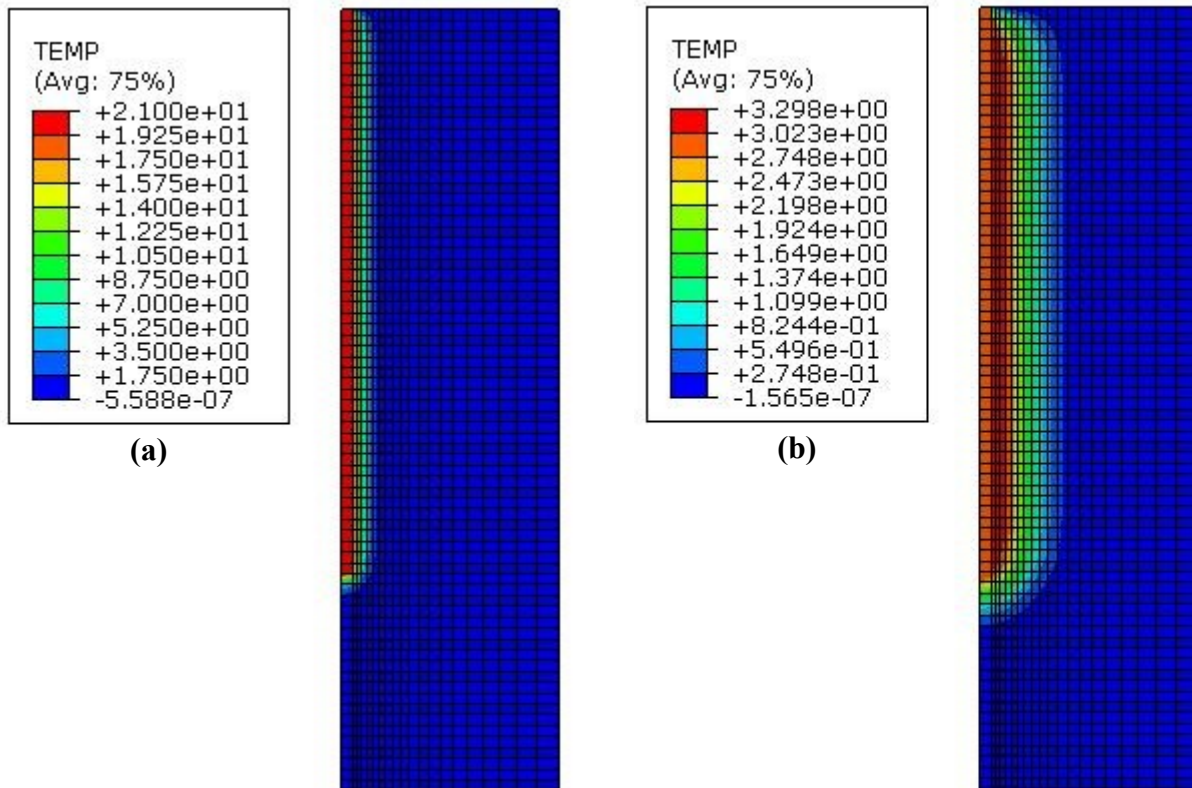 TEMP
(Avg: 75%)
+2.100e+01
+1.925e+01
+1.750e+01
+1.575e+01
+1.400e+01
+1.225e+01
+1.050e+01
+8.750e+00
+7.000e+00
+5.250e+00
+3.500e+00
+1.750e+00
-5.588e-07
(a)
TEMP
(Avg: 75%)
+3.298e+00
+3.023e+00
+2.748e+00
+2.473e+00
+2.198e+00
+1.924e+00
+1.649e+00
+1.374e+00
+1.099e+00
+8.244e-01
+5.496e-01
+2.748e-01
-1.565e-07
(b)